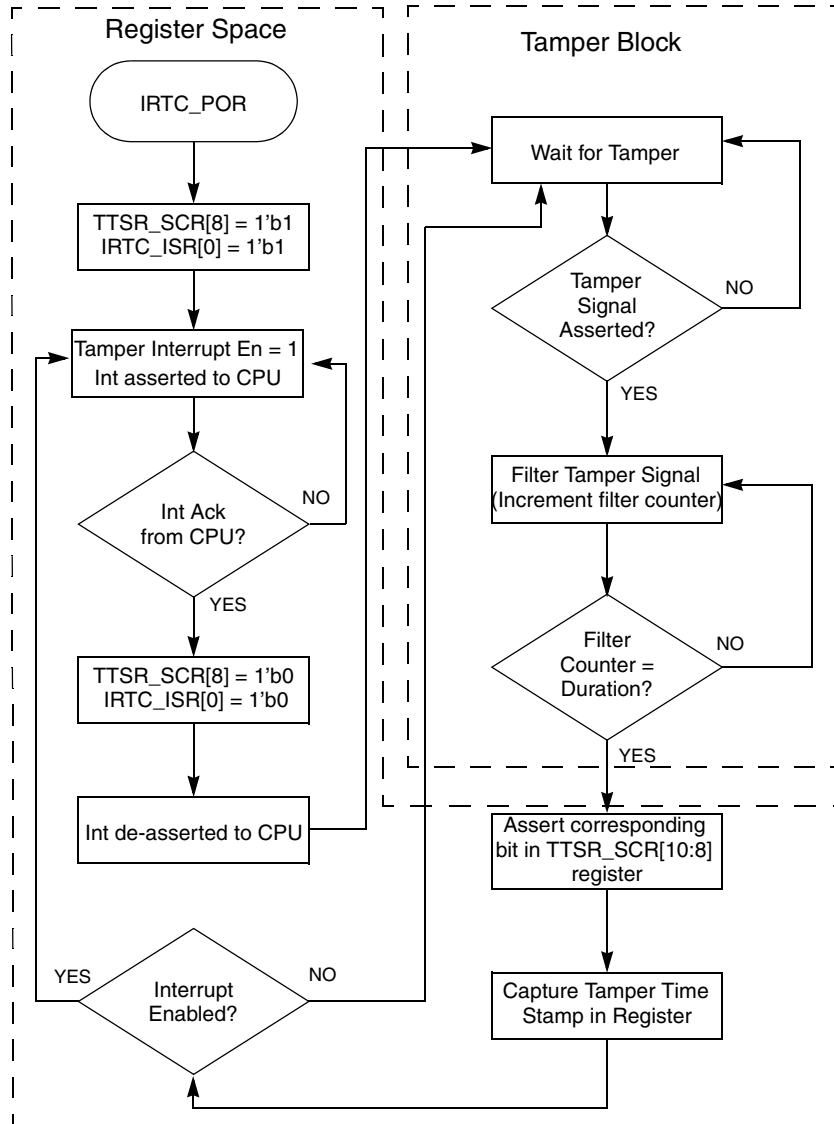 Register Space
IRTC_POR
TTSR_SCR[8] = 1'b1
IRTC_ISR[0] = 1'b1
Tamper Interrupt En = 1
Int asserted to CPU
Int Ack
from CPU?
NO
YES
TTSR_SCR[8] = 1'b0
IRTC_ISR[0] = 1'b0
Int de-asserted to CPU
Interrupt
Enabled?
YES
NO
Tamper Block
Wait for Tamper
Tamper
Signal
Asserted?
NO
YES
Filter Tamper Signal
(Increment filter counter)
Filter
Counter =
Duration?
NO
YES
Assert corresponding
bit in TTSR_SCR[10:8]
register
Capture Tamper Time
Stamp in Register